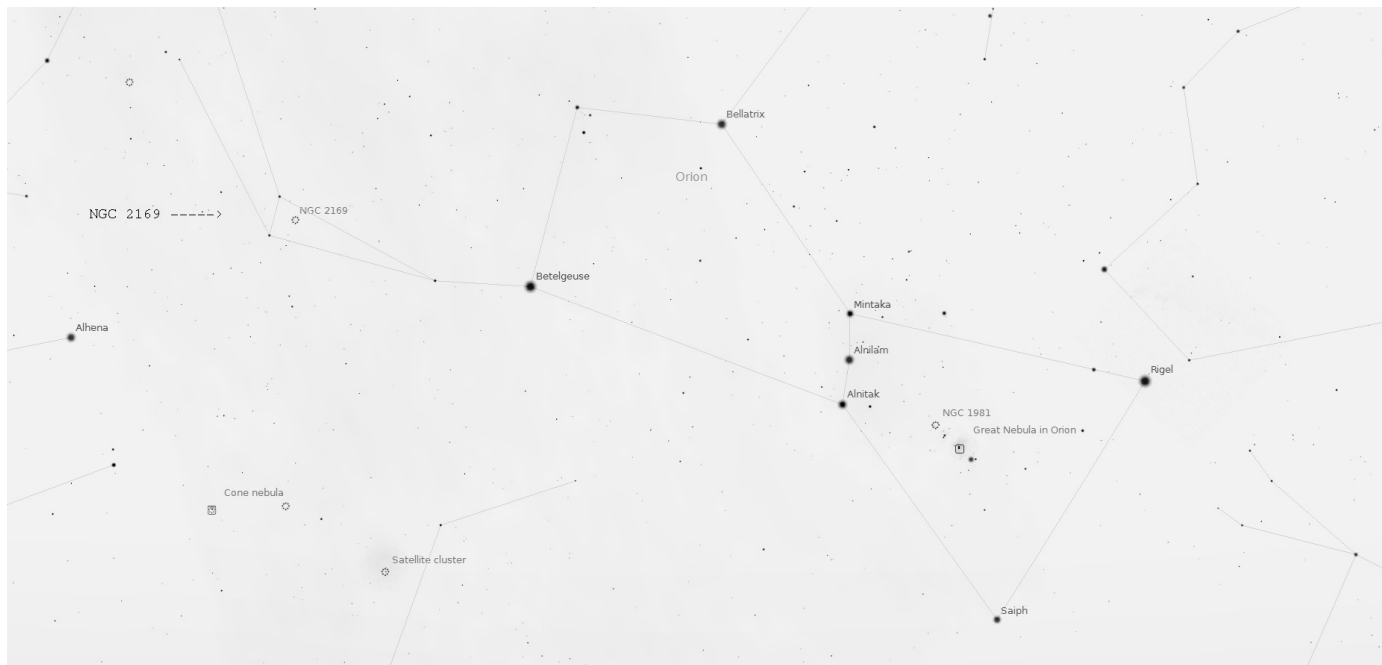 Bellatrix
Orion
NGC 2169
NGC 2169 ----->
Betelgeuse
Mintaka
Alhena
Alnilam
Rigel
Alnitak
NGC 1981
Great Nebula in Orion
Cone nebula
Satellite cluster
Saiph